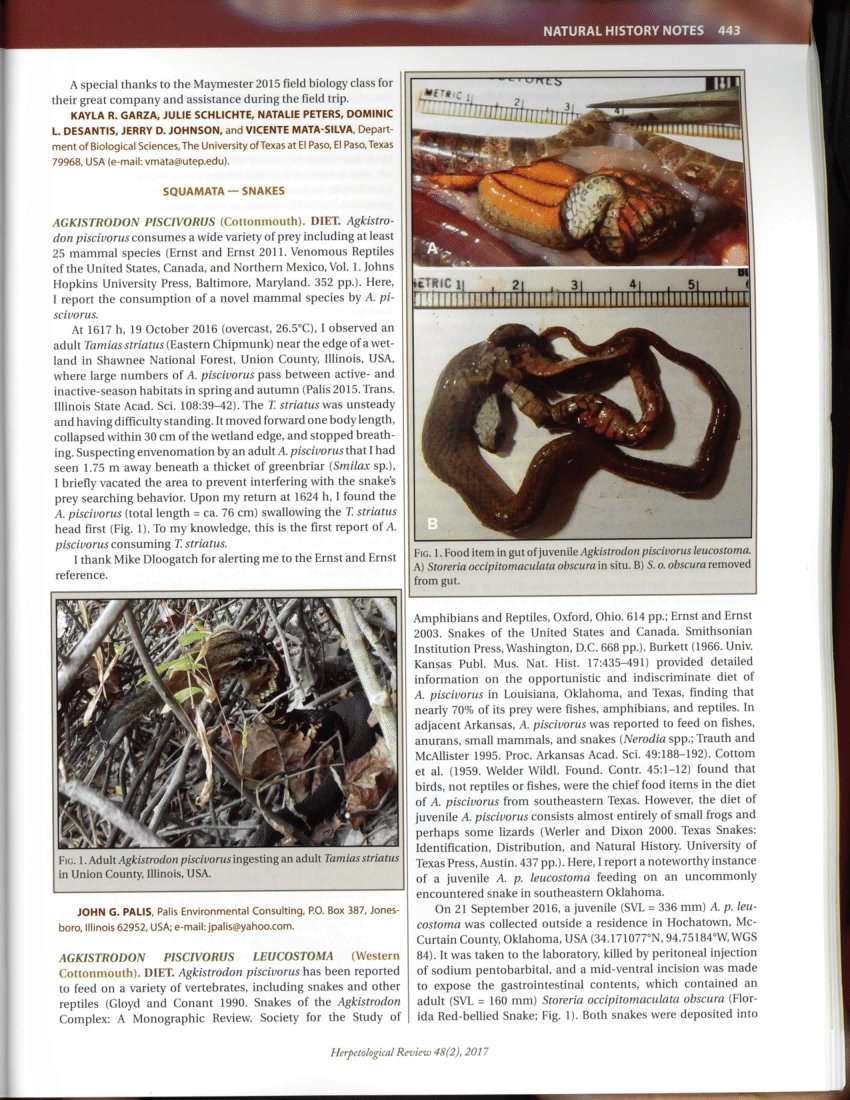 NATURAL HISTORY NOTES 443
A special thanks to the Maymester 2015 field biology class for
their great company and assistance during the field trip.
KAYLA R. GARZA, JULIE SCHLICHTE, NATALIE PETERS, DOMINIC
L. DESANTIS, JERRY D. JOHNSON, and VICENTE MATA-SILVA, Depart-
ment of Biological Sciences, The University of Texas at El Paso, El Paso, Texas
79968, USA (e-mail: vmata@utep.edu).
SQUAMATA — SNAKES
AGKISTRODON PISCIVORUS (Cottonmouth). DIET. Agkistro-
don piscivorus consumes a wide variety of prey including at least
25 mammal species (Ernst and Ernst 2011. Venomous Reptiles
of the United States, Canada, and Northern Mexico, Vol. 1. Johns
Hopkins University Press, Baltimore, Maryland. 352 pp.). Here,
I report the consumption of a novel mammal species by A. pi-
scivorus.
At 1617 h, 19 October 2016 (overcast, 26.5°C), I observed an
adult Tamias striatus (Eastern Chipmunk) near the edge of a wet-
land in Shawnee National Forest, Union County, Illinois, USA,
where large numbers of A. piscivorus pass between active- and
inactive-season habitats in spring and autumn (Palis 2015. Trans.
Illinois State Acad. Sci. 108:39–42). The T. striatus was unsteady
and having difficulty standing. It moved forward one body length,
collapsed within 30 cm of the wetland edge, and stopped breath-
ing. Suspecting envenomation by an adult A. piscivorus that I had
seen 1.75 m away beneath a thicket of greenbriar (Smilax sp.),
I briefly vacated the area to prevent interfering with the snake's
prey searching behavior. Upon my return at 1624 h, I found the
A. piscivorus (total length = ca. 76 cm) swallowing the T. striatus
head first (Fig. 1). To my knowledge, this is the first report of A.
piscivorus consuming T. striatus.
I thank Mike Dloogatch for alerting me to the Ernst and Ernst
reference.
FIG. 1. Adult Agkistrodon piscivorus ingesting an adult Tamias striatus
in Union County, Illinois, USA.
JOHN G. PALIS, Palis Environmental Consulting, P.O. Box 387, Jones-
boro, Illinois 62952, USA; e-mail: jpalis@yahoo.com.
AGKISTRODON PISCIVORUS LEUCOSTOMA (Western
Cottonmouth). DIET. Agkistrodon piscivorus has been reported
to feed on a variety of vertebrates, including snakes and other
reptiles (Gloyd and Conant 1990. Snakes of the Agkistrodon
Complex: A Monographic Review. Society for the Study of
METRIC 1 2 3 4
A
METRIC 1 2 3 4 5
B
FIG. 1. Food item in gut of juvenile Agkistrodon piscivorus leucostoma.
A) Storeria occipitomaculata obscura in situ. B) S. o. obscura removed
from gut.
Amphibians and Reptiles, Oxford, Ohio. 614 pp.; Ernst and Ernst
2003. Snakes of the United States and Canada. Smithsonian
Institution Press, Washington, D.C. 668 pp.). Burkett (1966. Univ.
Kansas Publ. Mus. Nat. Hist. 17:435–491) provided detailed
information on the opportunistic and indiscriminate diet of
A. piscivorus in Louisiana, Oklahoma, and Texas, finding that
nearly 70% of its prey were fishes, amphibians, and reptiles. In
adjacent Arkansas, A. piscivorus was reported to feed on fishes,
anurans, small mammals, and snakes (Nerodia spp.; Trauth and
McAllister 1995. Proc. Arkansas Acad. Sci. 49:188–192). Cottom
et al. (1959. Welder Wildl. Found. Contr. 45:1–12) found that
birds, not reptiles or fishes, were the chief food items in the diet
of A. piscivorus from southeastern Texas. However, the diet of
juvenile A. piscivorus consists almost entirely of small frogs and
perhaps some lizards (Werler and Dixon 2000. Texas Snakes:
Identification, Distribution, and Natural History. University of
Texas Press, Austin. 437 pp.). Here, I report a noteworthy instance
of a juvenile A. p. leucostoma feeding on an uncommonly
encountered snake in southeastern Oklahoma.
On 21 September 2016, a juvenile (SVL = 336 mm) A. p. leu-
costoma was collected outside a residence in Hochatown, Mc-
Curtain County, Oklahoma, USA (34.171077°N, 94.75184°W, WGS
84). It was taken to the laboratory, killed by peritoneal injection
of sodium pentobarbital, and a mid-ventral incision was made
to expose the gastrointestinal contents, which contained an
adult (SVL = 160 mm) Storeria occipitomaculata obscura (Flor-
ida Red-bellied Snake; Fig. 1). Both snakes were deposited into
Herpetological Review 48(2), 2017